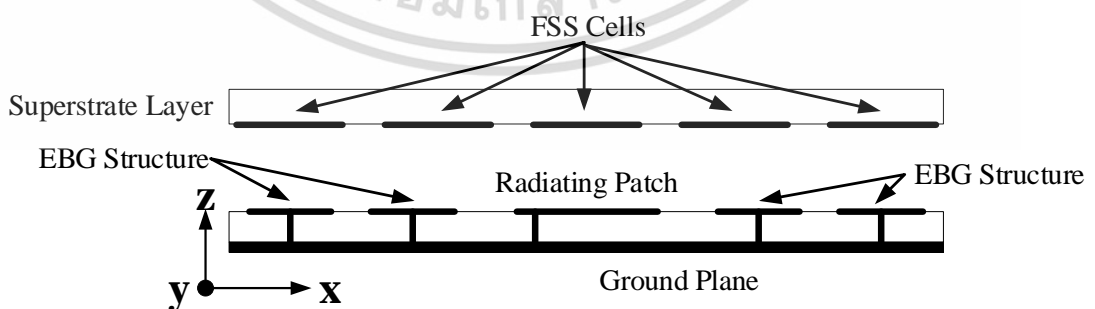 FSS Cells
Superstrate Layer
EBG Structure
Radiating Patch
EBG Structure
z
Ground Plane
y
x